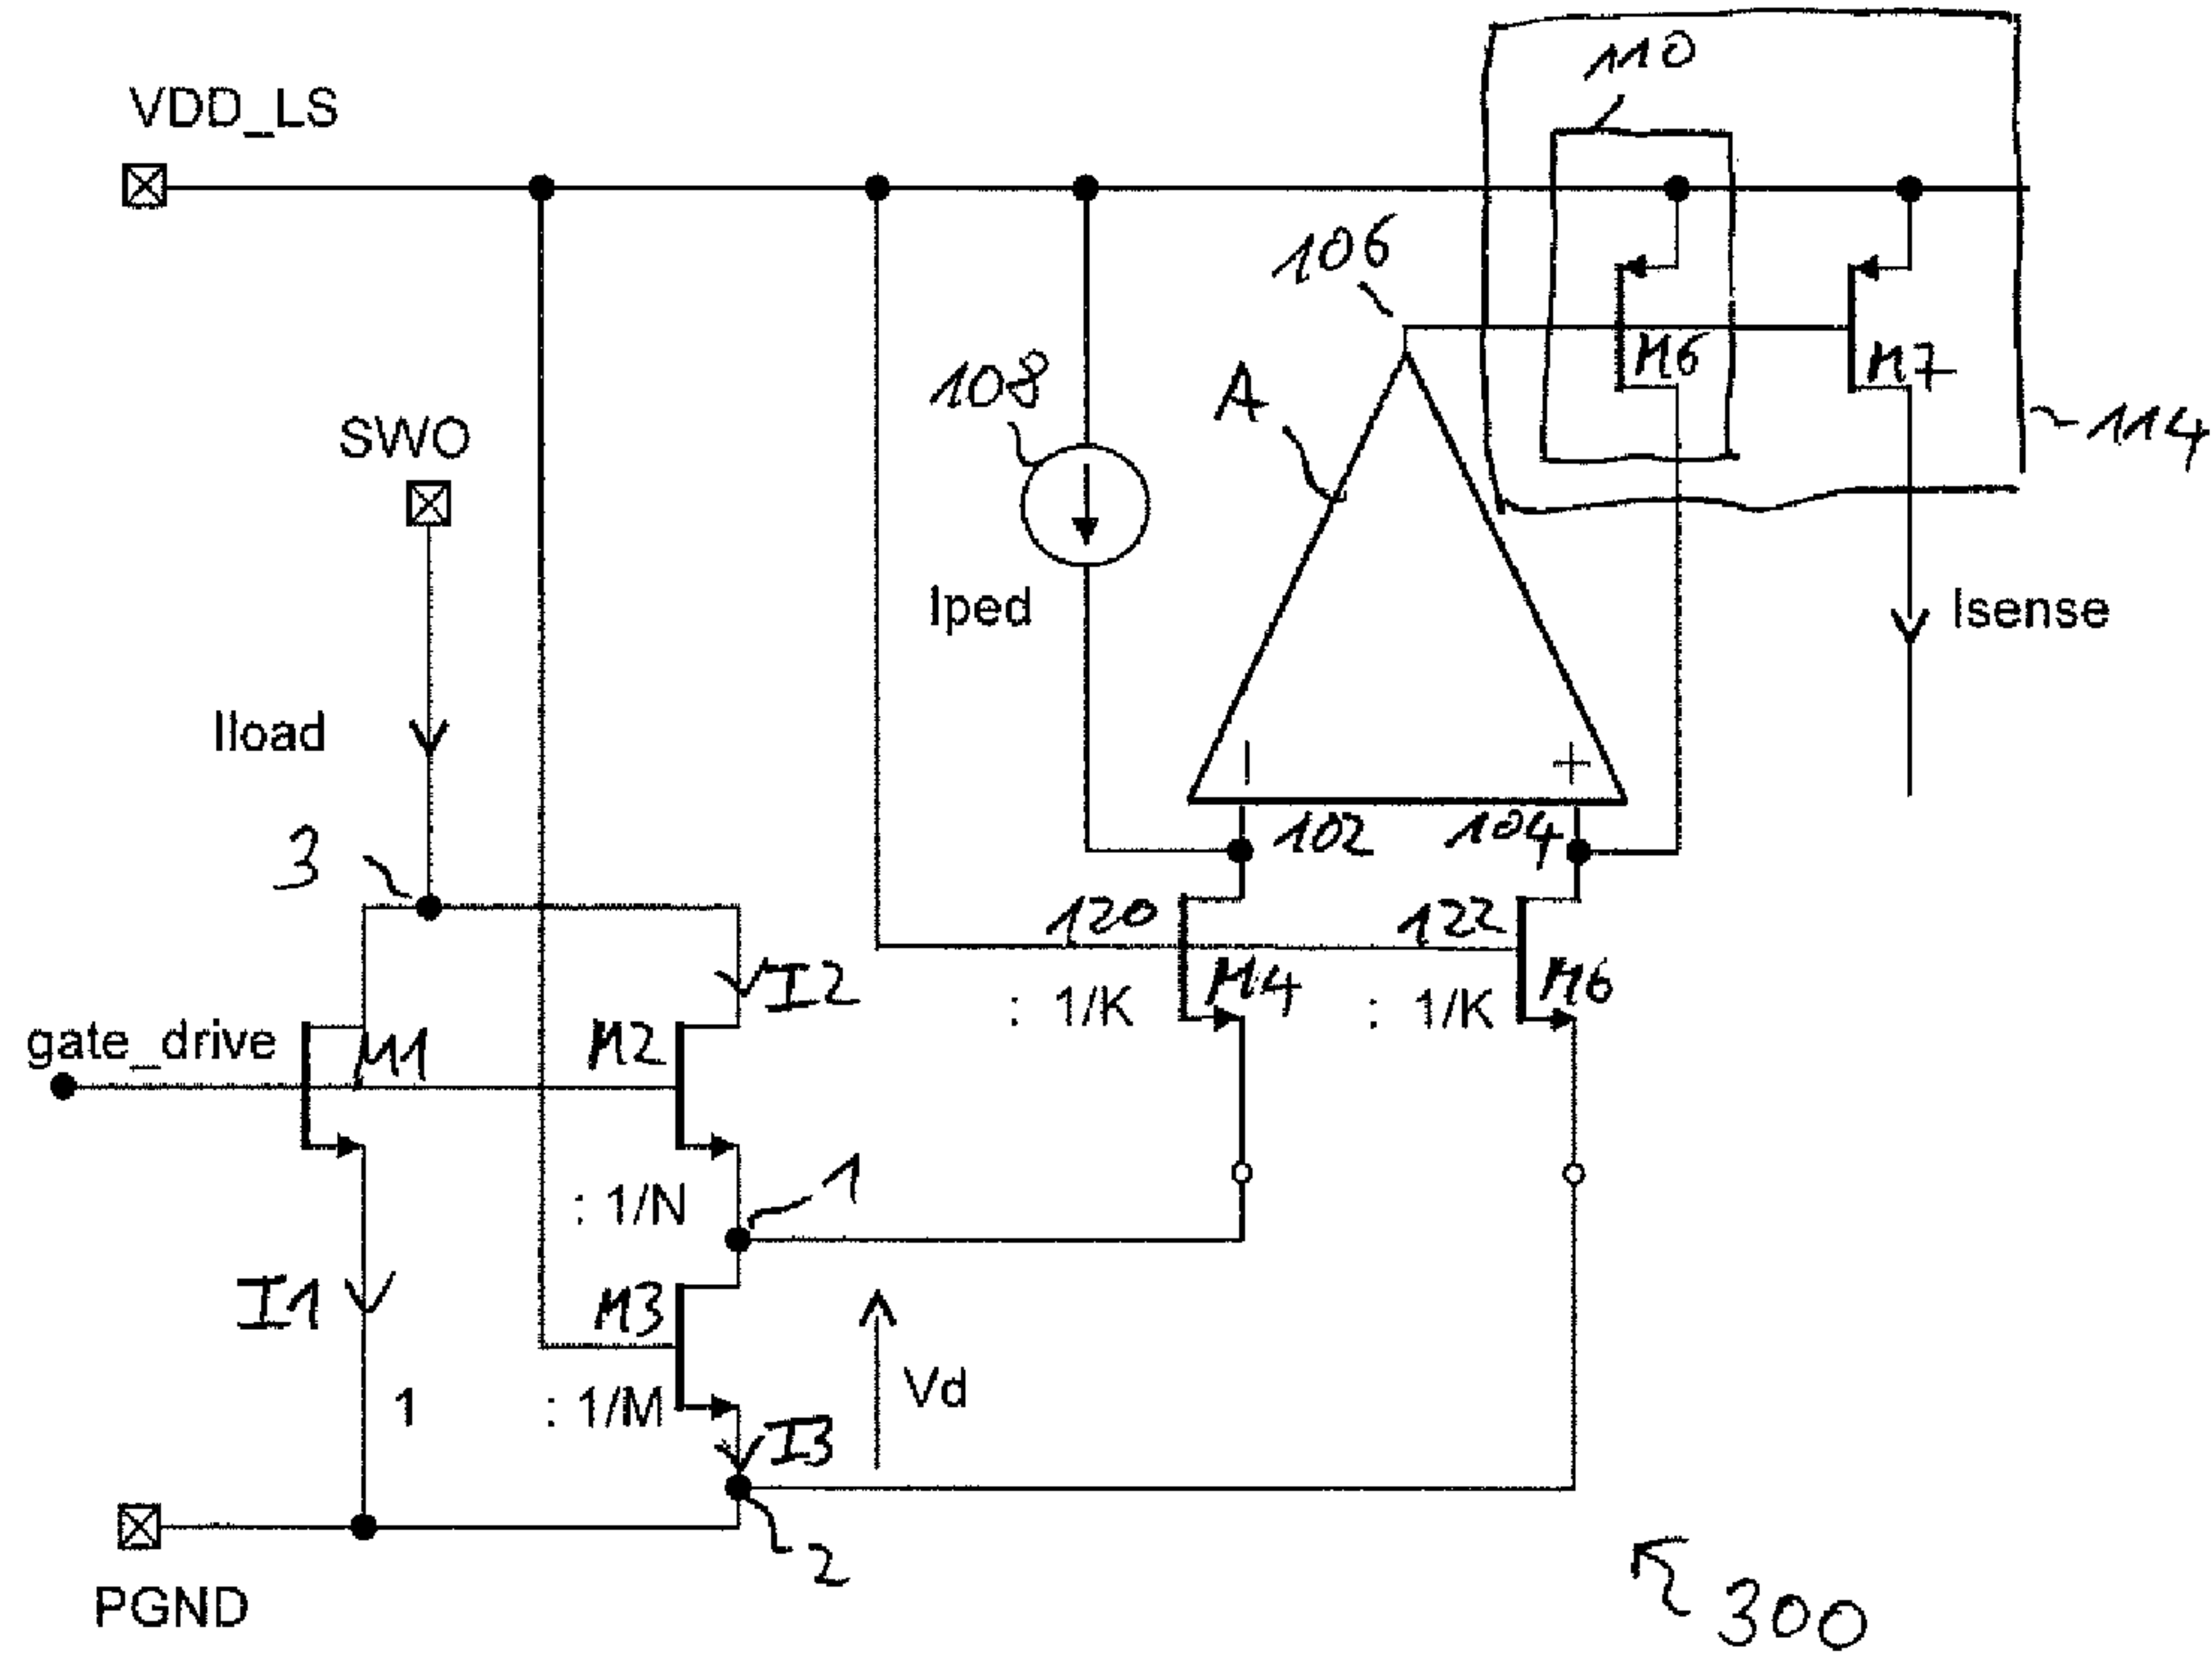 110
VDD_LS
106
M6
M7
108
A
114
SWO
Iped
Isense
Iload
− +
102
104
3
120
122
I2
M4
M6
: 1/K
: 1/K
gate_drive
M1
M2
: 1/N
1
I1
M3
Vd
1
: 1/M
I3
2
PGND
300